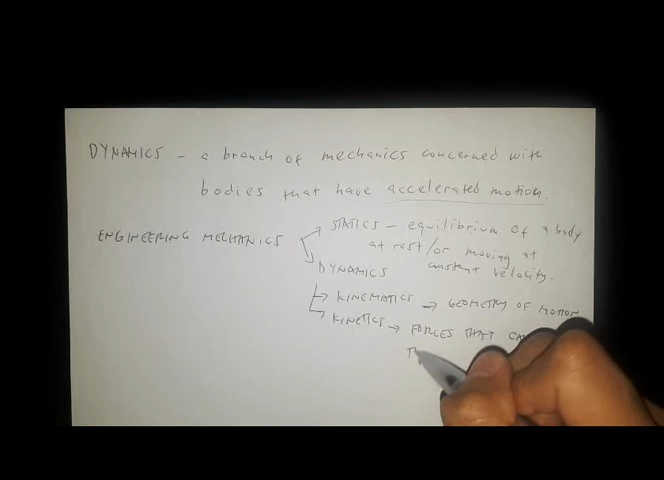 DYNAMICS - a branch of mechanics concerned with
bodies that have accelerated motion.
ENGINEERING MECHANICS
STATICS - equilibrium of a body
at rest/or moving at
constant velocity.
DYNAMICS
KINEMATICS → GEOMETRY OF MOTION
KINETICS → FORCES THAT